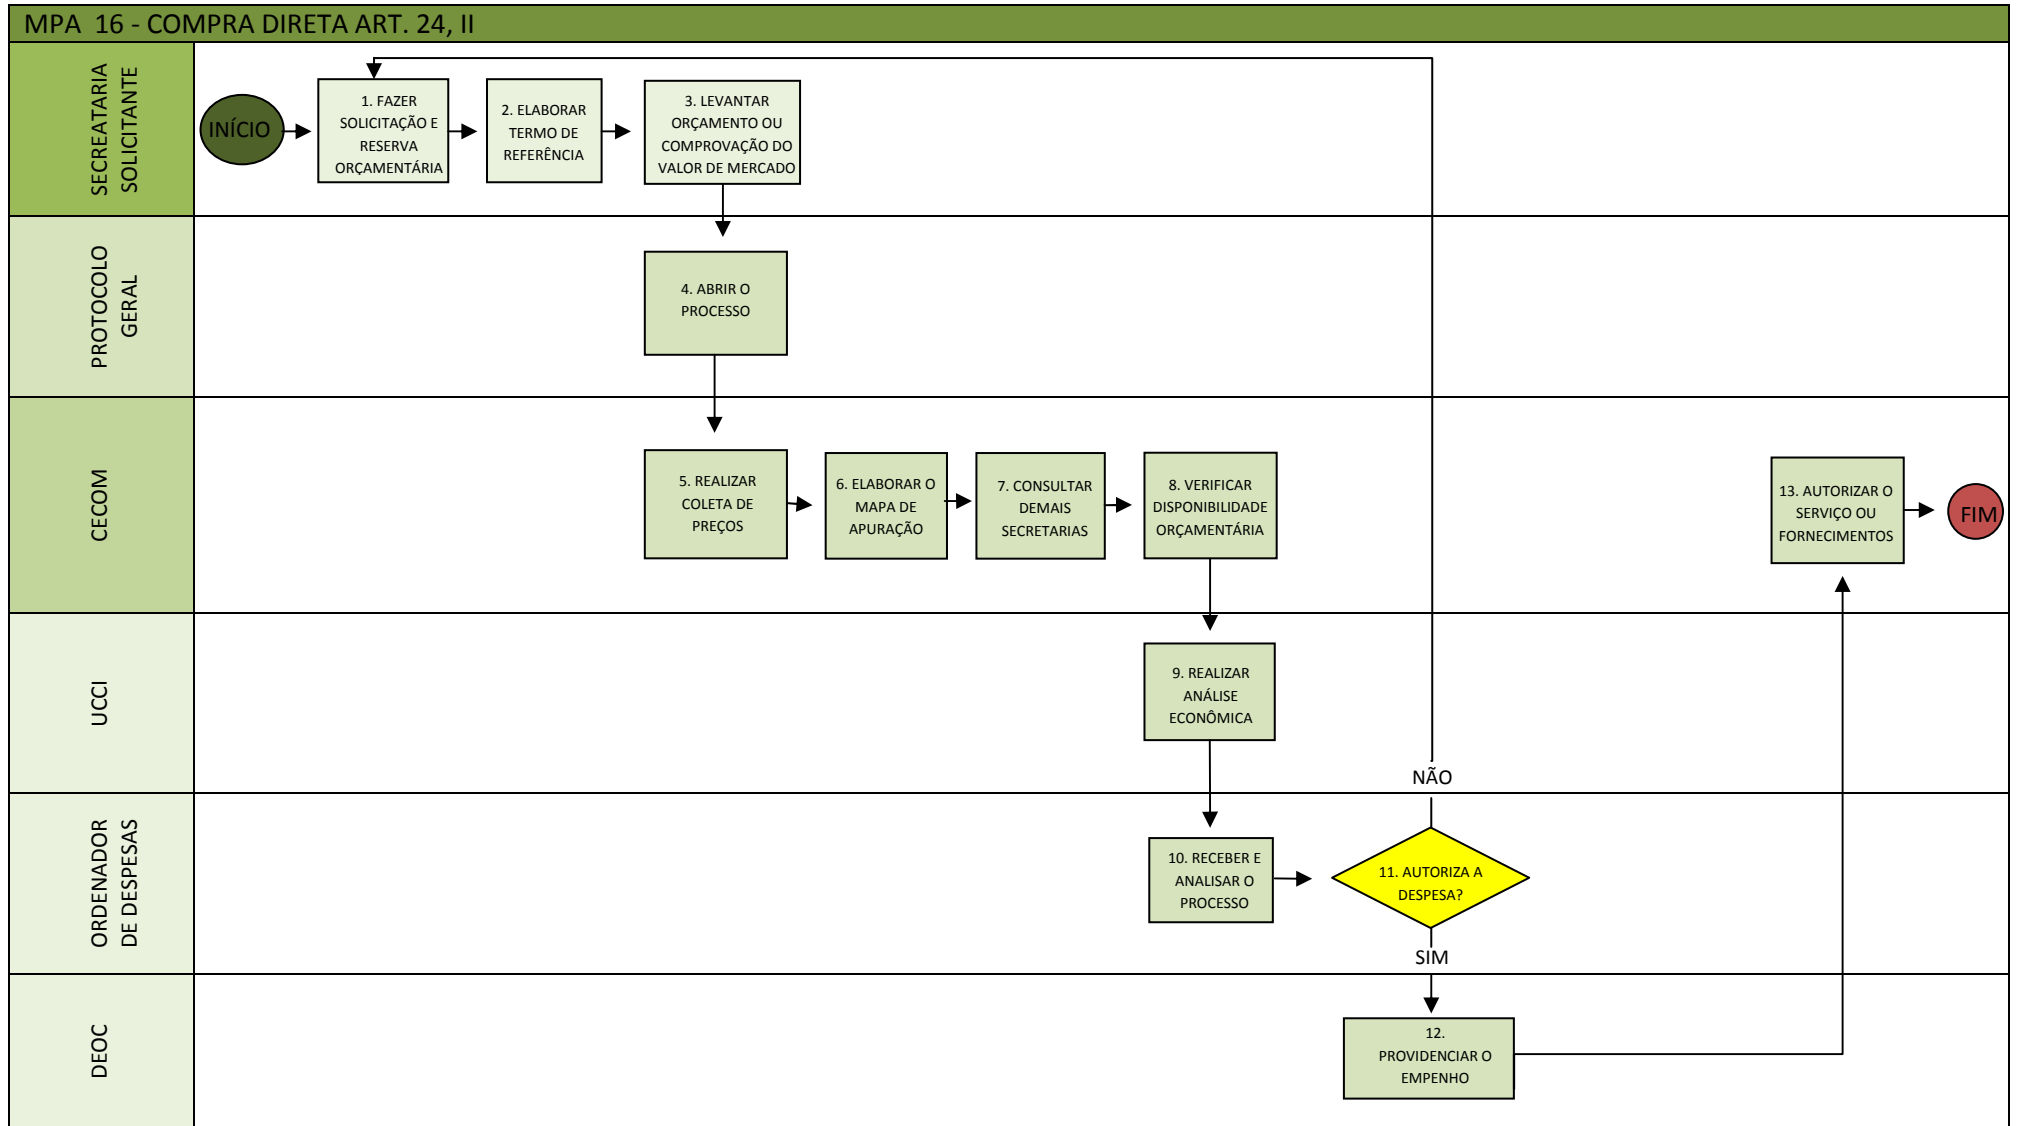 MPA 16 - COMPRA DIRETA ART. 24, II
SECREATARIA
SOLICITANTE
INÍCIO
1. FAZER
SOLICITAÇÃO E
RESERVA
ORÇAMENTÁRIA
2. ELABORAR
TERMO DE
REFERÊNCIA
3. LEVANTAR
ORÇAMENTO OU
COMPROVAÇÃO DO
VALOR DE MERCADO
PROTOCOLO
GERAL
4. ABRIR O
PROCESSO
CECOM
5. REALIZAR
COLETA DE
PREÇOS
6. ELABORAR O
MAPA DE
APURAÇÃO
7. CONSULTAR
DEMAIS
SECRETARIAS
8. VERIFICAR
DISPONIBILIDADE
ORÇAMENTÁRIA
13. AUTORIZAR O
SERVIÇO OU
FORNECIMENTOS
FIM
UCCI
9. REALIZAR
ANÁLISE
ECONÔMICA
NÃO
ORDENADOR
DE DESPESAS
10. RECEBER E
ANALISAR O
PROCESSO
11. AUTORIZA A
DESPESA?
SIM
DEOC
12.
PROVIDENCIAR O
EMPENHO